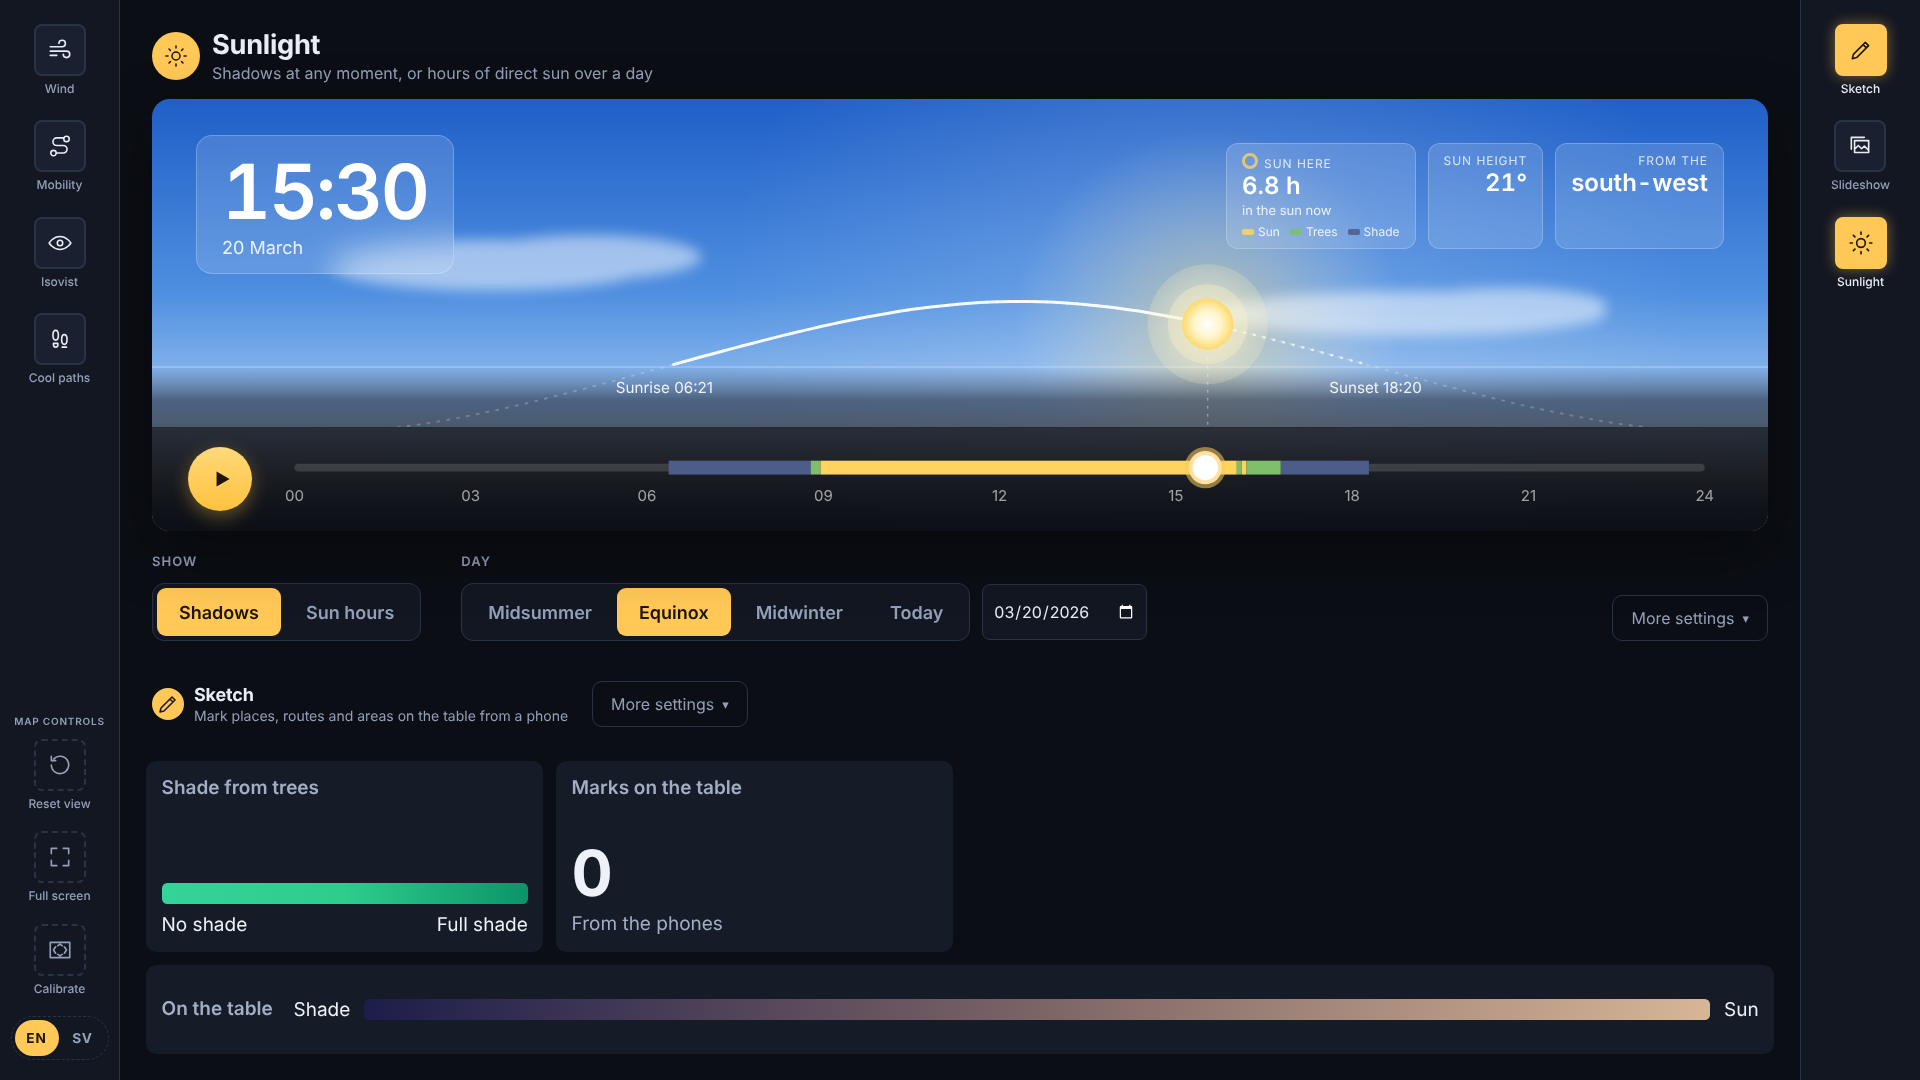 Wind
Mobility
Isovist
Cool paths
MAP CONTROLS
Reset view
Full screen
Calibrate
EN SV
Sunlight
Shadows at any moment, or hours of direct sun over a day
15:30
20 March
SUN HERE
6.8 h
in the sun now
Sun Trees Shade
SUN HEIGHT
21°
FROM THE
south-west
Sunrise 06:21
Sunset 18:20
00 03 06 09 12 15 18 21 24
SHOW
Shadows Sun hours
DAY
Midsummer Equinox Midwinter Today
03/20/2026
More settings ▾
Sketch
Mark places, routes and areas on the table from a phone
More settings ▾
Shade from trees
No shade Full shade
Marks on the table
0
From the phones
On the table Shade Sun
Sketch
Slideshow
Sunlight